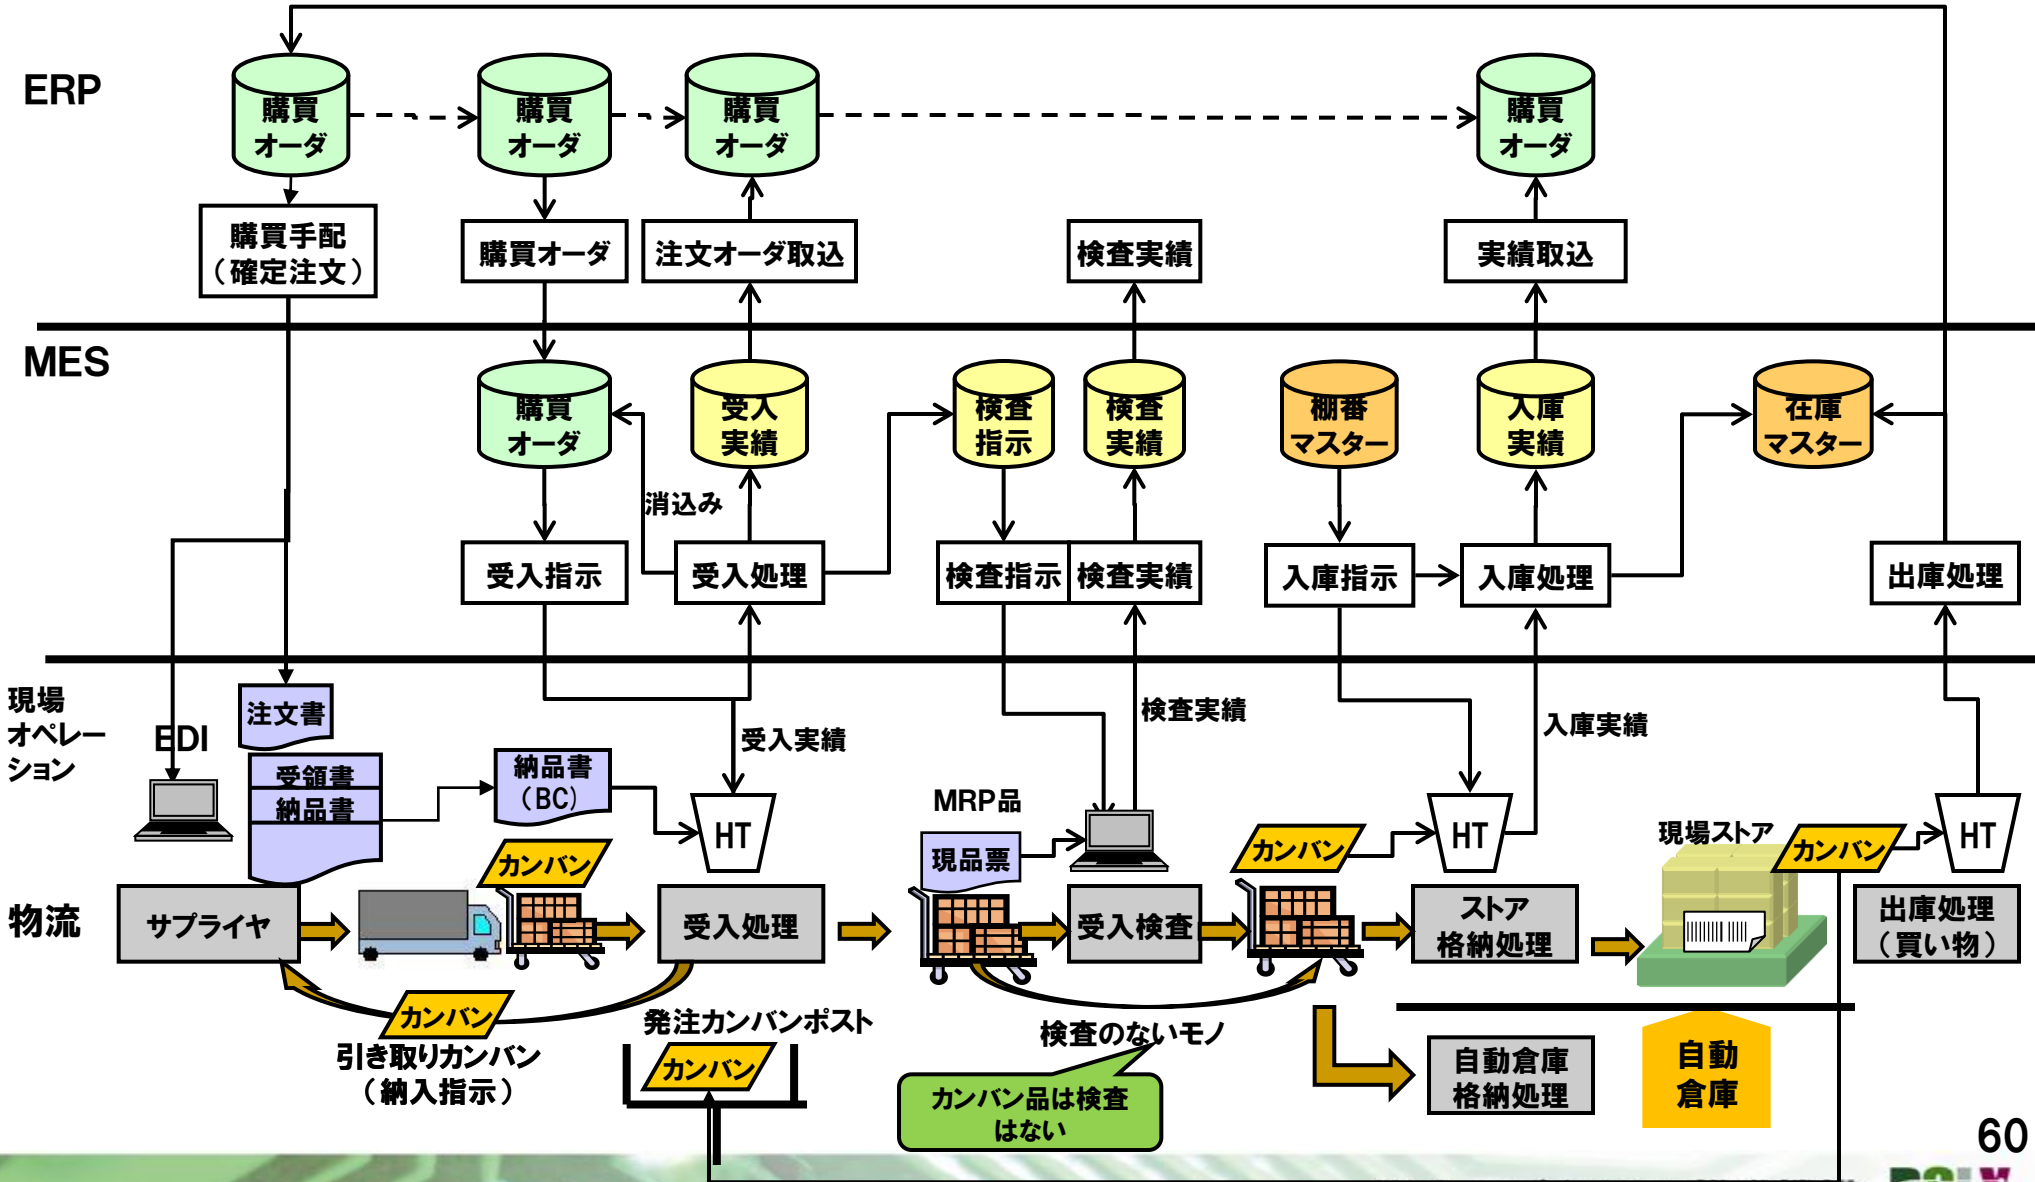 ERP
購買
オーダ
購買
オーダ
購買
オーダ
購買
オーダ
購買手配
（確定注文）
購買オーダ
注文オーダ取込
検査実績
実績取込
MES
購買
オーダ
受入
実績
検査
指示
検査
実績
棚番
マスター
入庫
実績
在庫
マスター
消込み
受入指示
受入処理
検査指示
検査実績
入庫指示
入庫処理
出庫処理
現場
オペレー
ション
EDI
注文書
受領書
納品書
納品書
（BC）
受入実績
HT
MRP品
現品票
検査実績
カンバン
HT
入庫実績
現場ストア
カンバン
HT
カンバン
物流
サプライヤ
受入処理
受入検査
ストア
格納処理
出庫処理
（買い物）
カンバン
引き取りカンバン
（納入指示）
発注カンバンポスト
カンバン
検査のないモノ
カンバン品は検査
はない
自動倉庫
格納処理
自動
倉庫
60